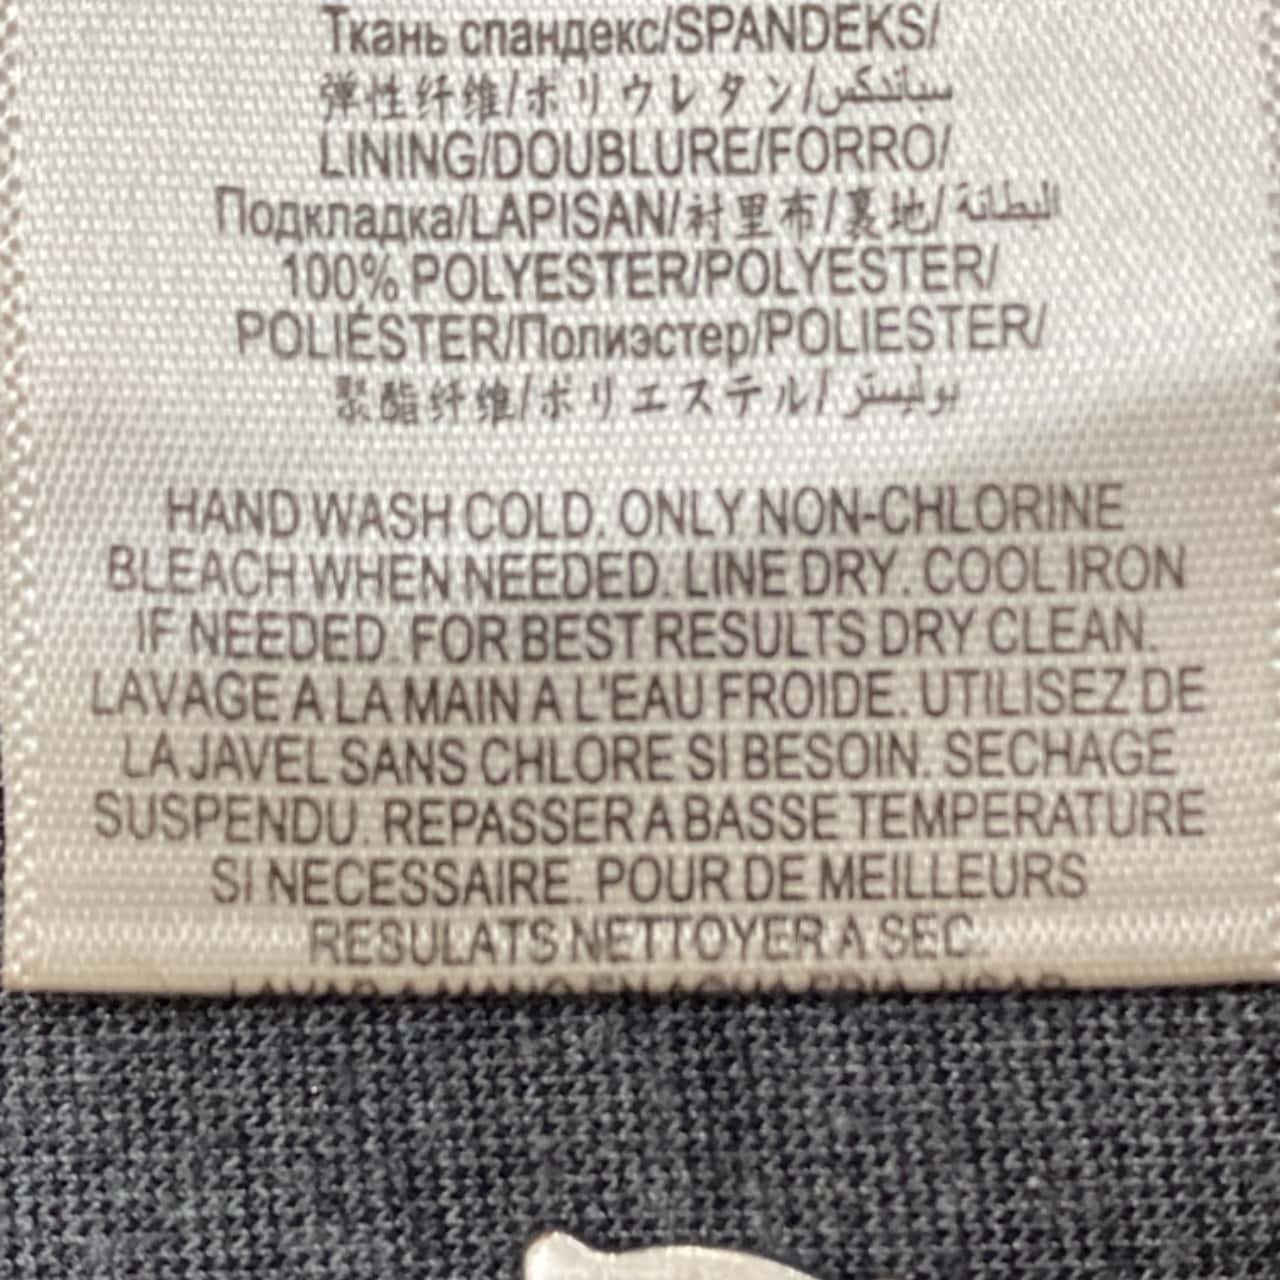 Ткань спандекс/SPANDEKS/
弹性纤维/ポリウレタン/سباندكس
LINING/DOUBLURE/FORRO/
Подкладка/LAPISAN/衬里布/裏地/البطانة
100% POLYESTER/POLYESTER/
POLIÉSTER/Полиэстер/POLIESTER/
聚酯纤维/ポリエステル/بوليستر
HAND WASH COLD. ONLY NON-CHLORINE
BLEACH WHEN NEEDED. LINE DRY. COOL IRON
IF NEEDED. FOR BEST RESULTS DRY CLEAN.
LAVAGE A LA MAIN A L'EAU FROIDE. UTILISEZ DE
LA JAVEL SANS CHLORE SI BESOIN. SECHAGE
SUSPENDU. REPASSER A BASSE TEMPERATURE
SI NECESSAIRE. POUR DE MEILLEURS
RESULATS NETTOYER A SEC.